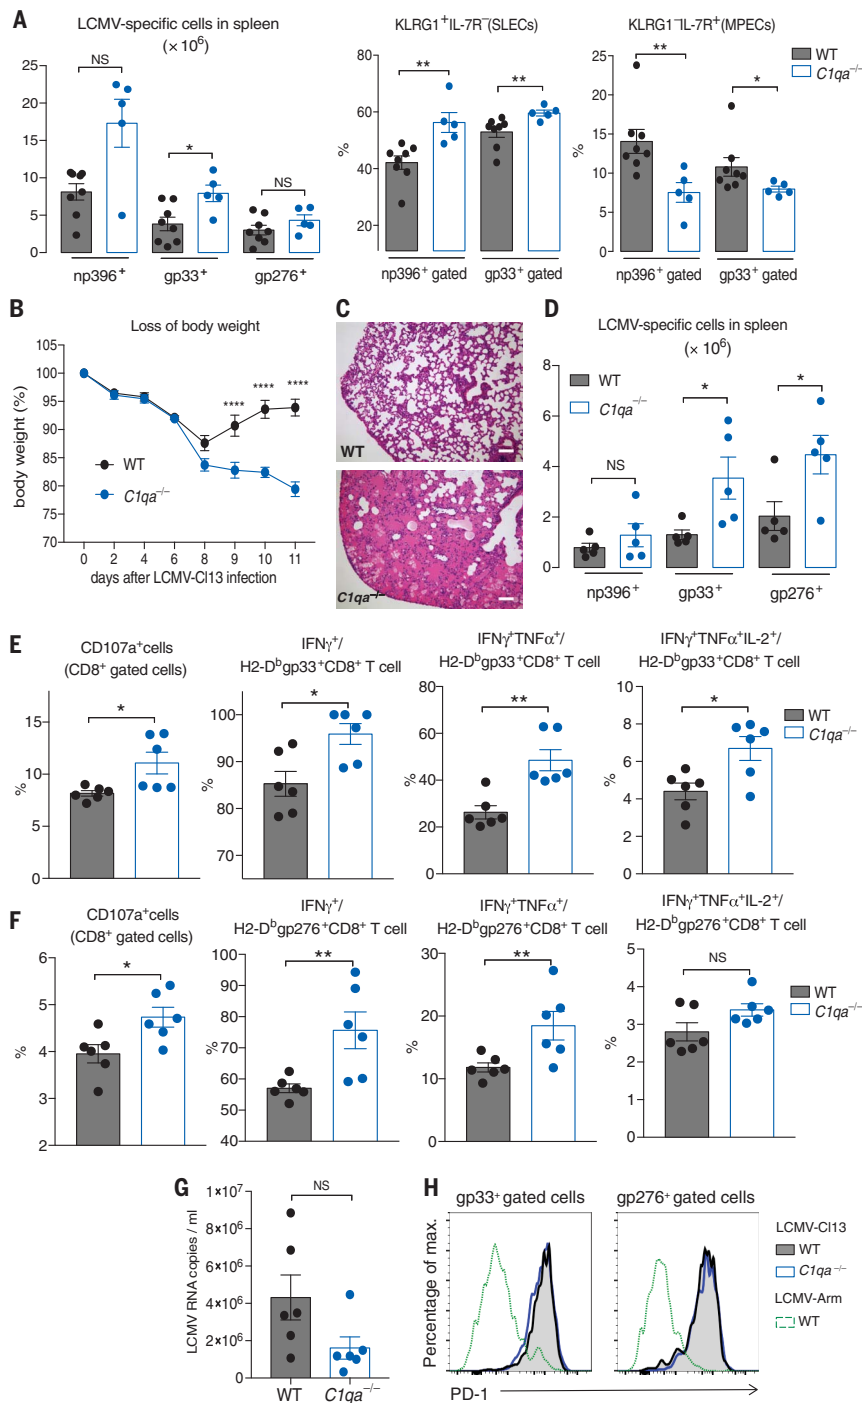 A
LCMV-specific cells in spleen
(× 10⁶)
25
20
15
10
5
0
NS
*
NS
np396⁺
gp33⁺
gp276⁺
KLRG1⁺IL-7R⁻(SLECs)
%
80
60
40
20
**
**
np396⁺ gated
gp33⁺ gated
KLRG1⁻IL-7R⁺(MPECs)
%
25
20
15
10
5
0
**
*
np396⁺ gated
gp33⁺ gated
WT
C1qa⁻/⁻
B
Loss of body weight
body weight (%)
105
100
95
90
85
80
75
70
****
****
****
WT
C1qa⁻/⁻
0 2 4 6 8 9 10 11
days after LCMV-Cl13 infection
C
WT
C1qa⁻/⁻
D
LCMV-specific cells in spleen
(× 10⁶)
WT
C1qa⁻/⁻
8
6
4
2
0
NS
*
*
np396⁺
gp33⁺
gp276⁺
E
CD107a⁺cells
(CD8⁺ gated cells)
%
15
10
5
0
*
IFNγ⁺/
H2-Dᵇgp33⁺CD8⁺ T cell
%
100
90
80
70
*
IFNγ⁺TNFα⁺/
H2-Dᵇgp33⁺CD8⁺ T cell
%
60
40
20
0
80
**
IFNγ⁺TNFα⁺IL-2⁺/
H2-Dᵇgp33⁺CD8⁺ T cell
%
10
8
6
4
2
0
*
WT
C1qa⁻/⁻
F
CD107a⁺cells
(CD8⁺ gated cells)
%
6
4
3
2
*
IFNγ⁺/
H2-Dᵇgp276⁺CD8⁺ T cell
%
100
90
80
70
60
50
40
**
IFNγ⁺TNFα⁺/
H2-Dᵇgp276⁺CD8⁺ T cell
%
30
20
10
0
**
IFNγ⁺TNFα⁺IL-2⁺/
H2-Dᵇgp276⁺CD8⁺ T cell
%
5
4
3
2
1
0
NS
WT
C1qa⁻/⁻
G
LCMV RNA copies / ml
1×10⁷
8×10⁶
6×10⁶
4×10⁶
2×10⁶
0
NS
WT
C1qa⁻/⁻
H
gp33⁺ gated cells
gp276⁺ gated cells
Percentage of max.
PD-1
LCMV-Cl13
WT
C1qa⁻/⁻
LCMV-Arm
WT